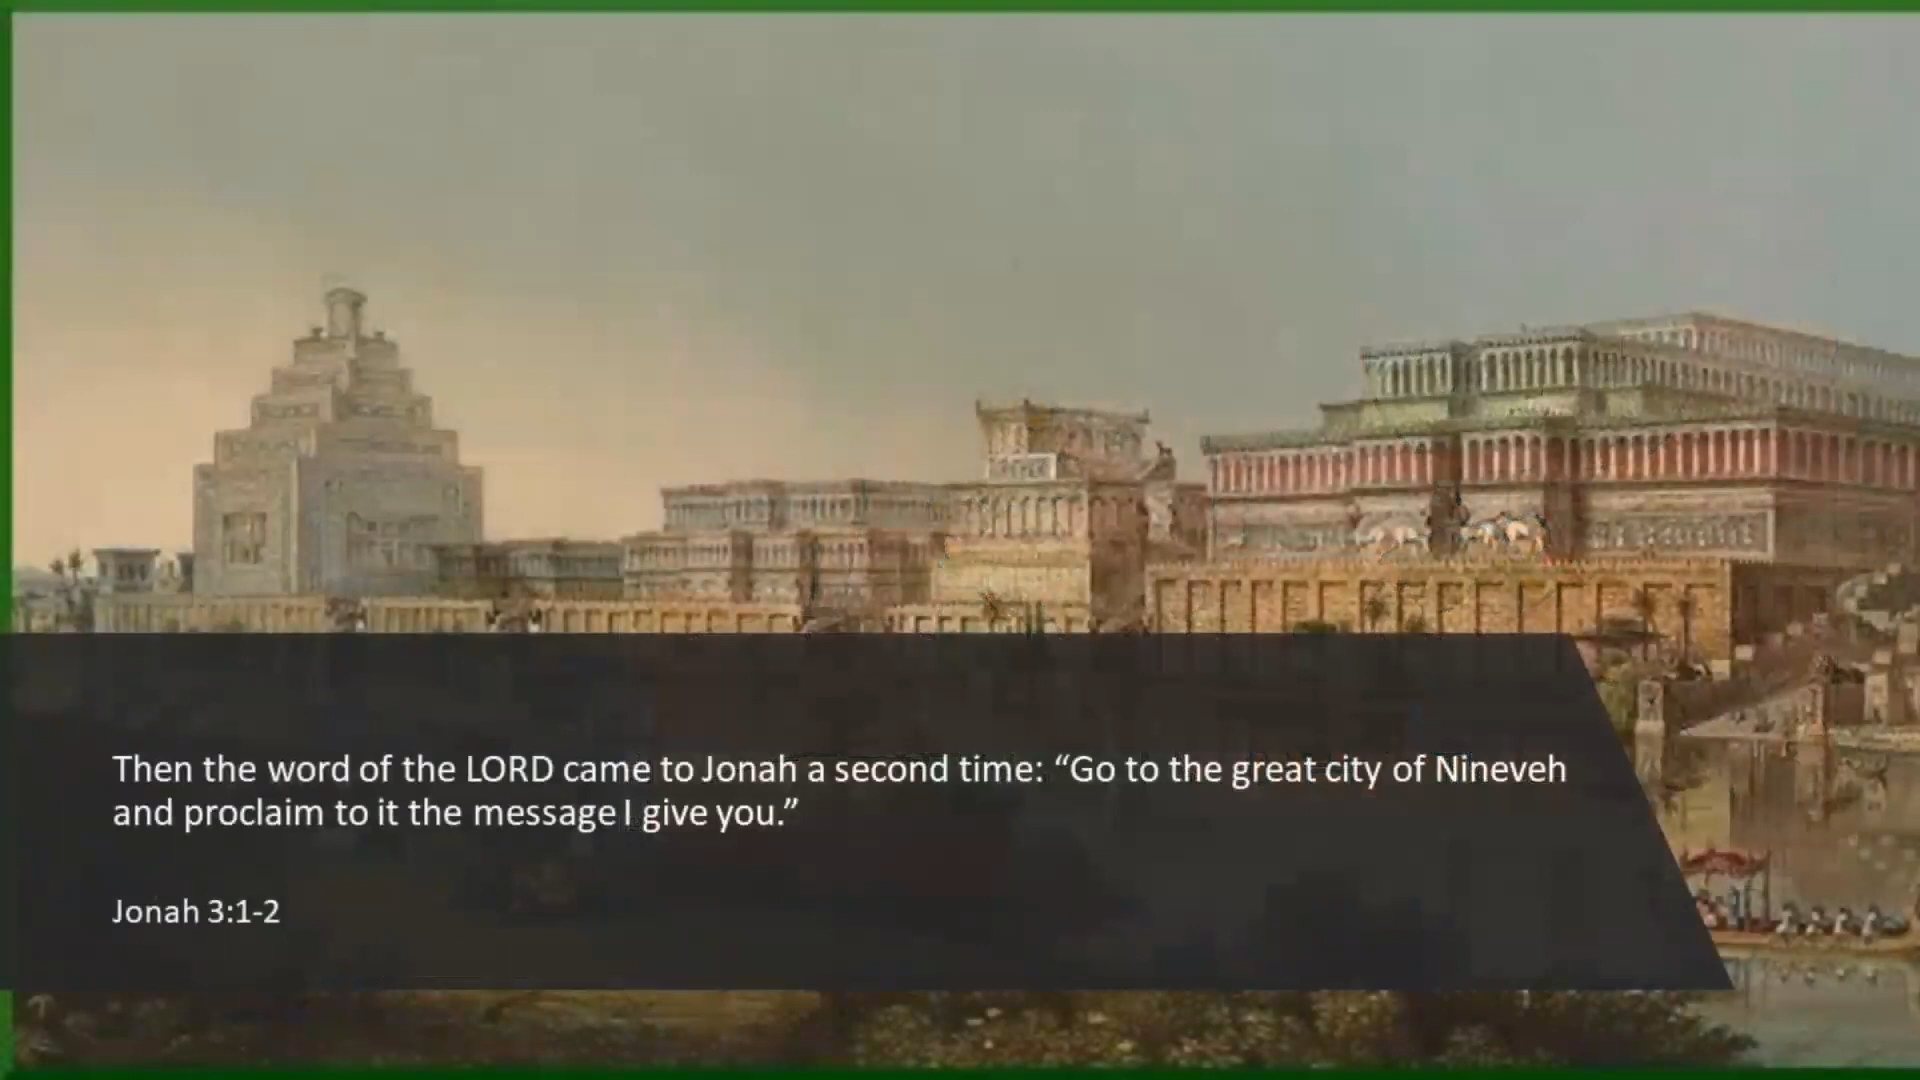 Then the word of the LORD came to Jonah a second time: “Go to the great city of Nineveh
and proclaim to it the message I give you.”
Jonah 3:1-2